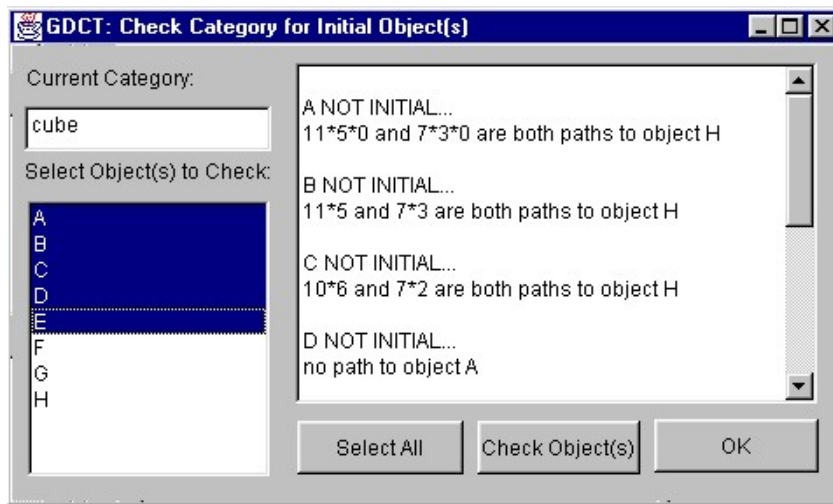 GDCT: Check Category for Initial Object(s)
Current Category:
cube
Select Object(s) to Check:
A
B
C
D
E
F
G
H
A NOT INITIAL...
11*5*0 and 7*3*0 are both paths to object H
B NOT INITIAL...
11*5 and 7*3 are both paths to object H
C NOT INITIAL...
10*6 and 7*2 are both paths to object H
D NOT INITIAL...
no path to object A
Select All
Check Object(s)
OK